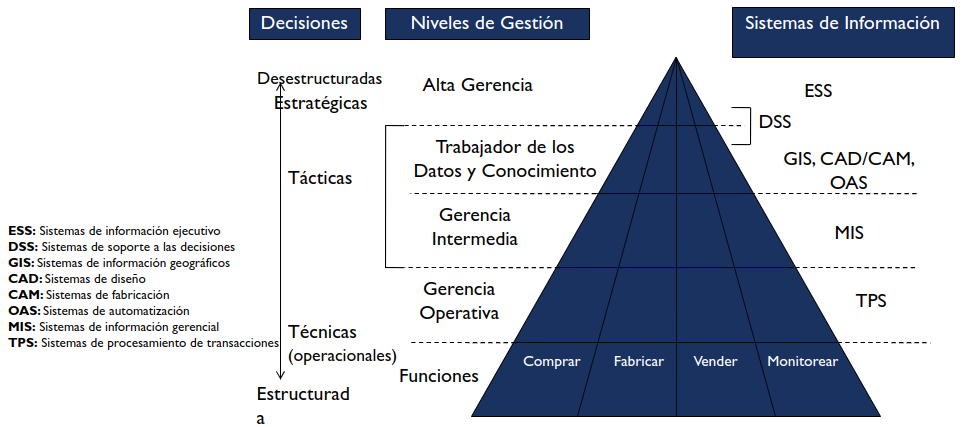 Decisiones
Niveles de Gestión
Sistemas de Información
Desestructuradas
Estratégicas
Alta Gerencia
ESS
DSS
Trabajador de los
Datos y Conocimiento
GIS, CAD/CAM,
OAS
Tácticas
Gerencia
Intermedia
MIS
ESS: Sistemas de información ejecutivo
DSS: Sistemas de soporte a las decisiones
GIS: Sistemas de información geográficos
CAD: Sistemas de diseño
CAM: Sistemas de fabricación
OAS: Sistemas de automatización
MIS: Sistemas de información gerencial
TPS: Sistemas de procesamiento de transacciones
Gerencia
Operativa
TPS
Técnicas
(operacionales)
Funciones
Comprar
Fabricar
Vender
Monitorear
Estructurad
a